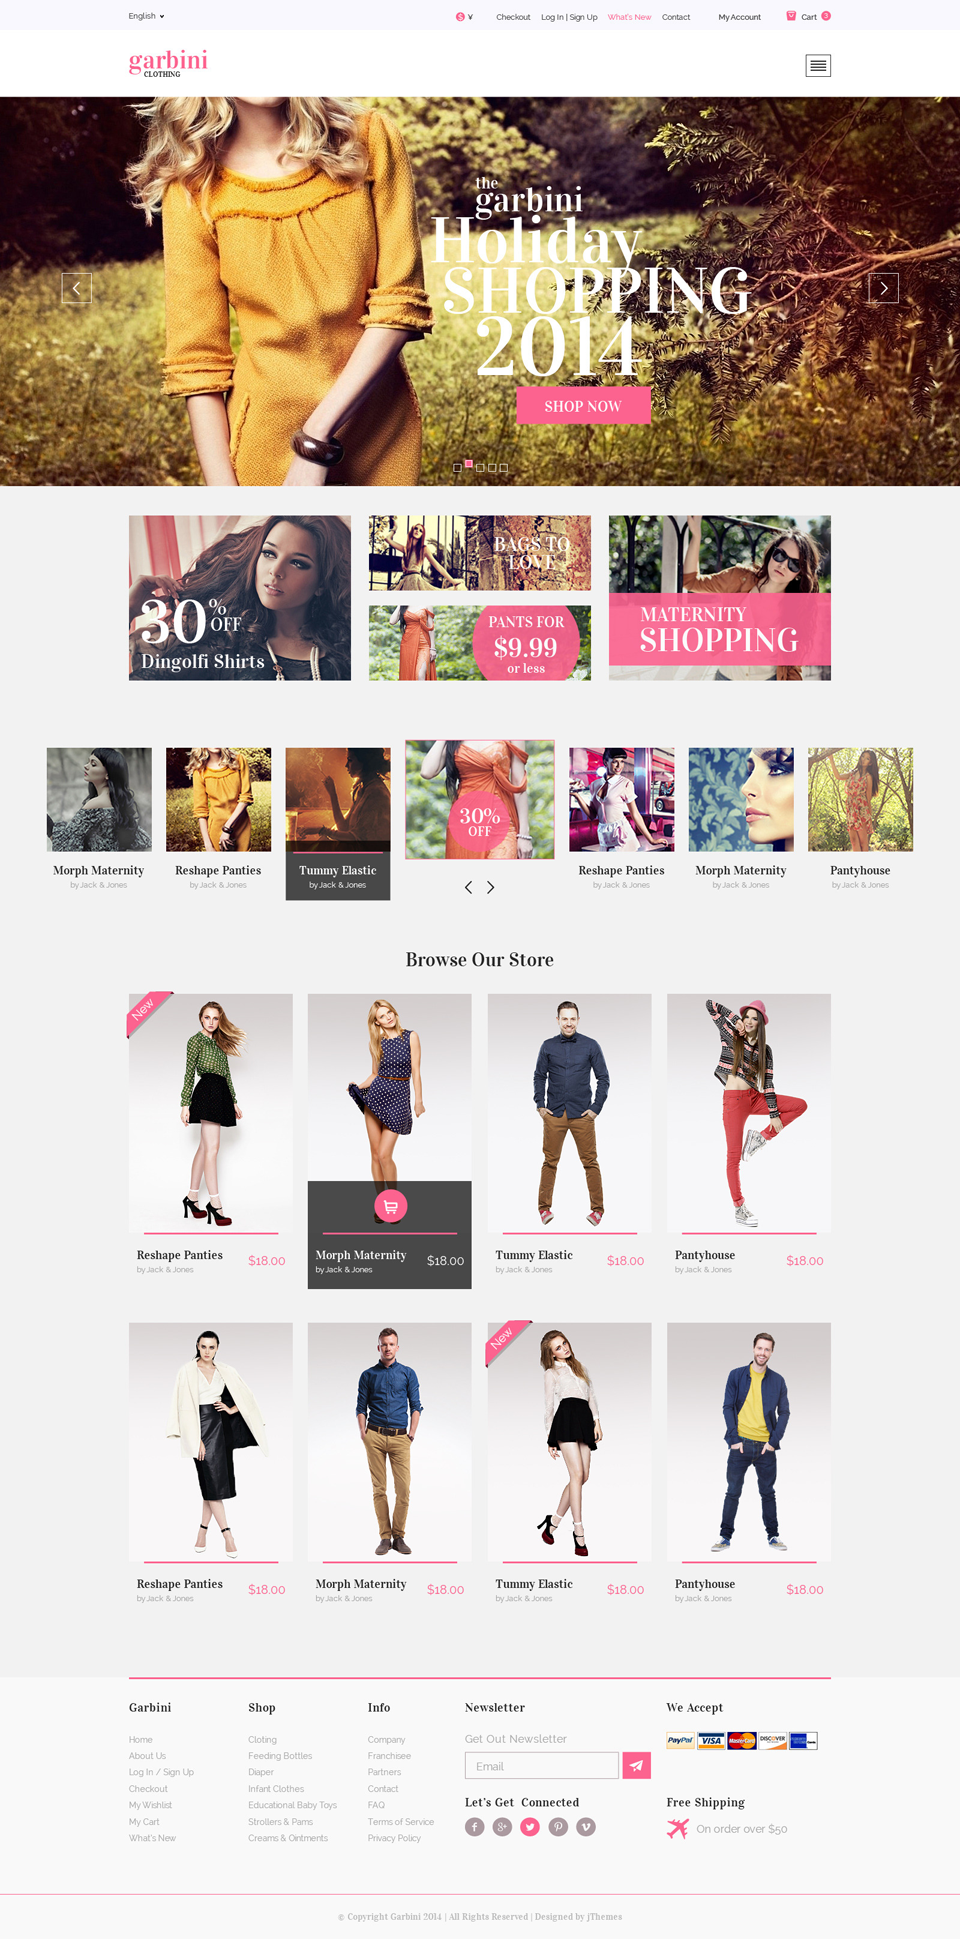 English
$ ¥ Checkout Log In | Sign Up What's New Contact My Account Cart
garbini
CLOTHING
the
garbini
Holiday
SHOPPING
2014
SHOP NOW
30% OFF
Dingolfi Shirts
BAGS TO
LOVE
PANTS FOR
$9.99
or less
MATERNITY
SHOPPING
30%
OFF
Morph Maternity
by Jack & Jones
Reshape Panties
by Jack & Jones
Tummy Elastic
by Jack & Jones
Reshape Panties
by Jack & Jones
Morph Maternity
by Jack & Jones
Pantyhouse
by Jack & Jones
Browse Our Store
New
Reshape Panties
by Jack & Jones
$18.00
Morph Maternity
by Jack & Jones
$18.00
Tummy Elastic
by Jack & Jones
$18.00
Pantyhouse
by Jack & Jones
$18.00
Reshape Panties
by Jack & Jones
$18.00
Morph Maternity
by Jack & Jones
$18.00
New
Tummy Elastic
by Jack & Jones
$18.00
Pantyhouse
by Jack & Jones
$18.00
Garbini
Home
About Us
Log In / Sign Up
Checkout
My Wishlist
My Cart
What's New
Shop
Cloting
Feeding Bottles
Diaper
Infant Clothes
Educational Baby Toys
Strollers & Pams
Creams & Ointments
Info
Company
Franchisee
Partners
Contact
FAQ
Terms of Service
Privacy Policy
Newsletter
Get Out Newsletter
Email
Let's Get Connected
We Accept
PayPal VISA MasterCard DISCOVER
Free Shipping
On order over $50
© Copyright Garbini 2014 | All Rights Reserved | Designed by jThemes